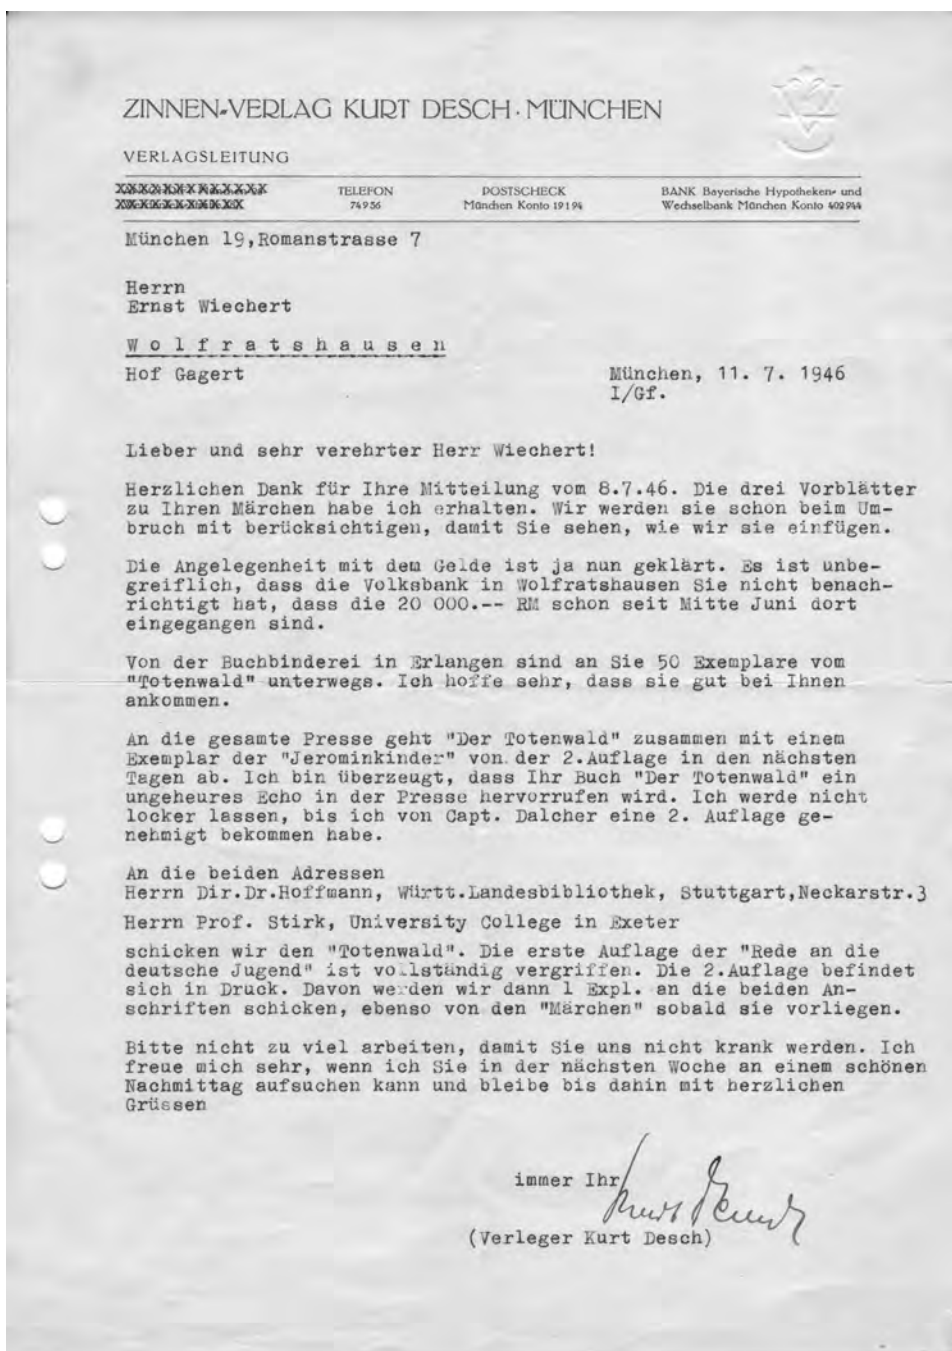 ZINNEN-VERLAG KURT DESCH · MÜNCHEN
VERLAGSLEITUNG
TELEFON
74956
POSTSCHECK
München Konto 19194
BANK Bayerische Hypotheken- und
Wechselbank München Konto 402944
München 19,Romanstrasse 7
Herrn
Ernst Wiechert
W o l f r a t s h a u s e n
Hof Gagert
München, 11. 7. 1946
I/Gf.
Lieber und sehr verehrter Herr Wiechert!
Herzlichen Dank für Ihre Mitteilung vom 8.7.46. Die drei Vorblätter
zu Ihren Märchen habe ich erhalten. Wir werden sie schon beim Um-
bruch mit berücksichtigen, damit Sie sehen, wie wir sie einfügen.
Die Angelegenheit mit dem Gelde ist ja nun geklärt. Es ist unbe-
greiflich, dass die Volksbank in Wolfratshausen Sie nicht benach-
richtigt hat, dass die 20 000.-- RM schon seit Mitte Juni dort
eingegangen sind.
Von der Buchbinderei in Erlangen sind an Sie 50 Exemplare vom
"Totenwald" unterwegs. Ich hoffe sehr, dass sie gut bei Ihnen
ankommen.
An die gesamte Presse geht "Der Totenwald" zusammen mit einem
Exemplar der "Jerominkinder" von der 2.Auflage in den nächsten
Tagen ab. Ich bin überzeugt, dass Ihr Buch "Der Totenwald" ein
ungeheures Echo in der Presse hervorrufen wird. Ich werde nicht
locker lassen, bis ich von Capt. Dalcher eine 2. Auflage ge-
nehmigt bekommen habe.
An die beiden Adressen
Herrn Dir.Dr.Hoffmann, Württ.Landesbibliothek, Stuttgart,Neckarstr.3
Herrn Prof. Stirk, University College in Exeter
schicken wir den "Totenwald". Die erste Auflage der "Rede an die
deutsche Jugend" ist vollständig vergriffen. Die 2.Auflage befindet
sich in Druck. Davon werden wir dann 1 Expl. an die beiden An-
schriften schicken, ebenso von den "Märchen" sobald sie vorliegen.
Bitte nicht zu viel arbeiten, damit Sie uns nicht krank werden. Ich
freue mich sehr, wenn ich Sie in der nächsten Woche an einem schönen
Nachmittag aufsuchen kann und bleibe bis dahin mit herzlichen
Grüssen
immer Ihr
Kurt Desch
(Verleger Kurt Desch)